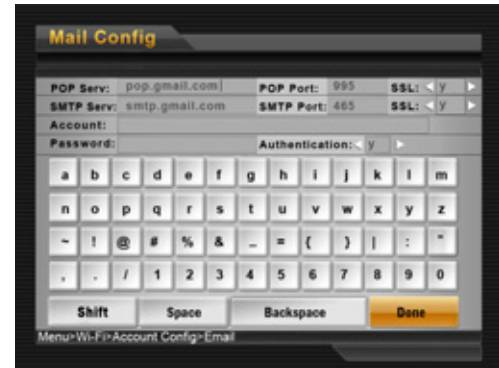 Mail Config
POP Serv: pop.gmail.com POP Port: 995 SSL: y
SMTP Serv: smtp.gmail.com SMTP Port: 465 SSL: y
Account:
Password: Authentication: y
a b c d e f g h i j k l m
n o p q r s t u v w x y z
~ ! @ # % & _ = { } | : "
, . / 1 2 3 4 5 6 7 8 9 0
Shift Space Backspace Done
Menu>Wi-Fi>Account Config>Email